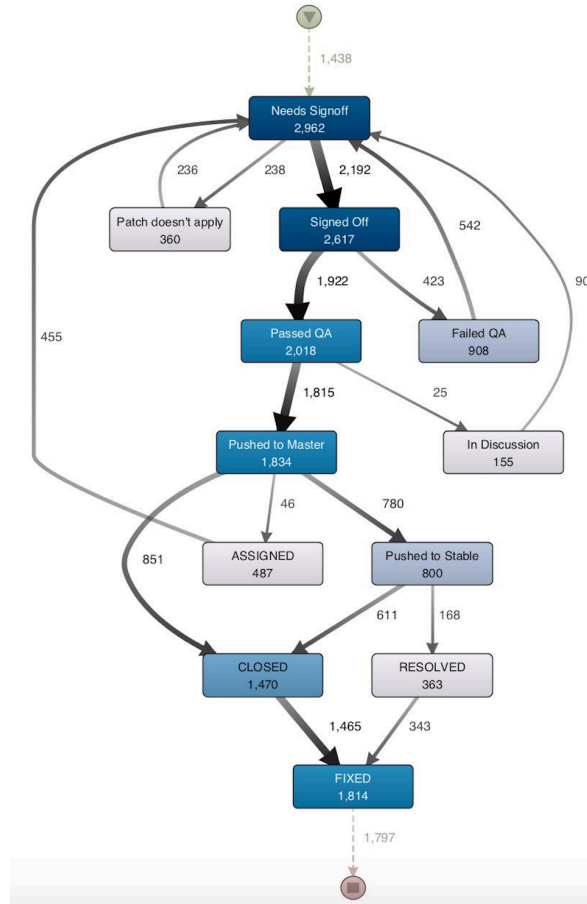 1,438
Needs Signoff
2,962
236
238
2,192
Patch doesn't apply
360
Signed Off
2,617
542
1,922
423
90
455
Passed QA
2,018
Failed QA
908
1,815
25
Pushed to Master
1,834
In Discussion
155
46
780
851
ASSIGNED
487
Pushed to Stable
800
611
168
CLOSED
1,470
RESOLVED
363
1,465
343
FIXED
1,814
1,797